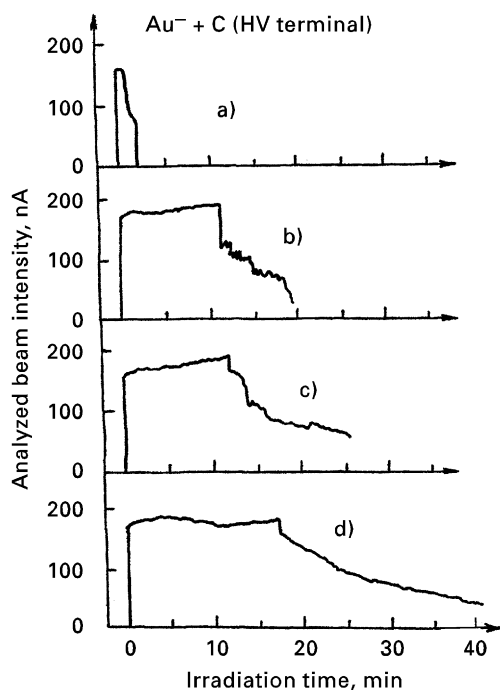 Au⁻ + C (HV terminal)
200
100
0
a)
200
100
0
b)
200
100
0
c)
200
100
0
d)
0 10 20 30 40
Irradiation time, min
Analyzed beam intensity, nA